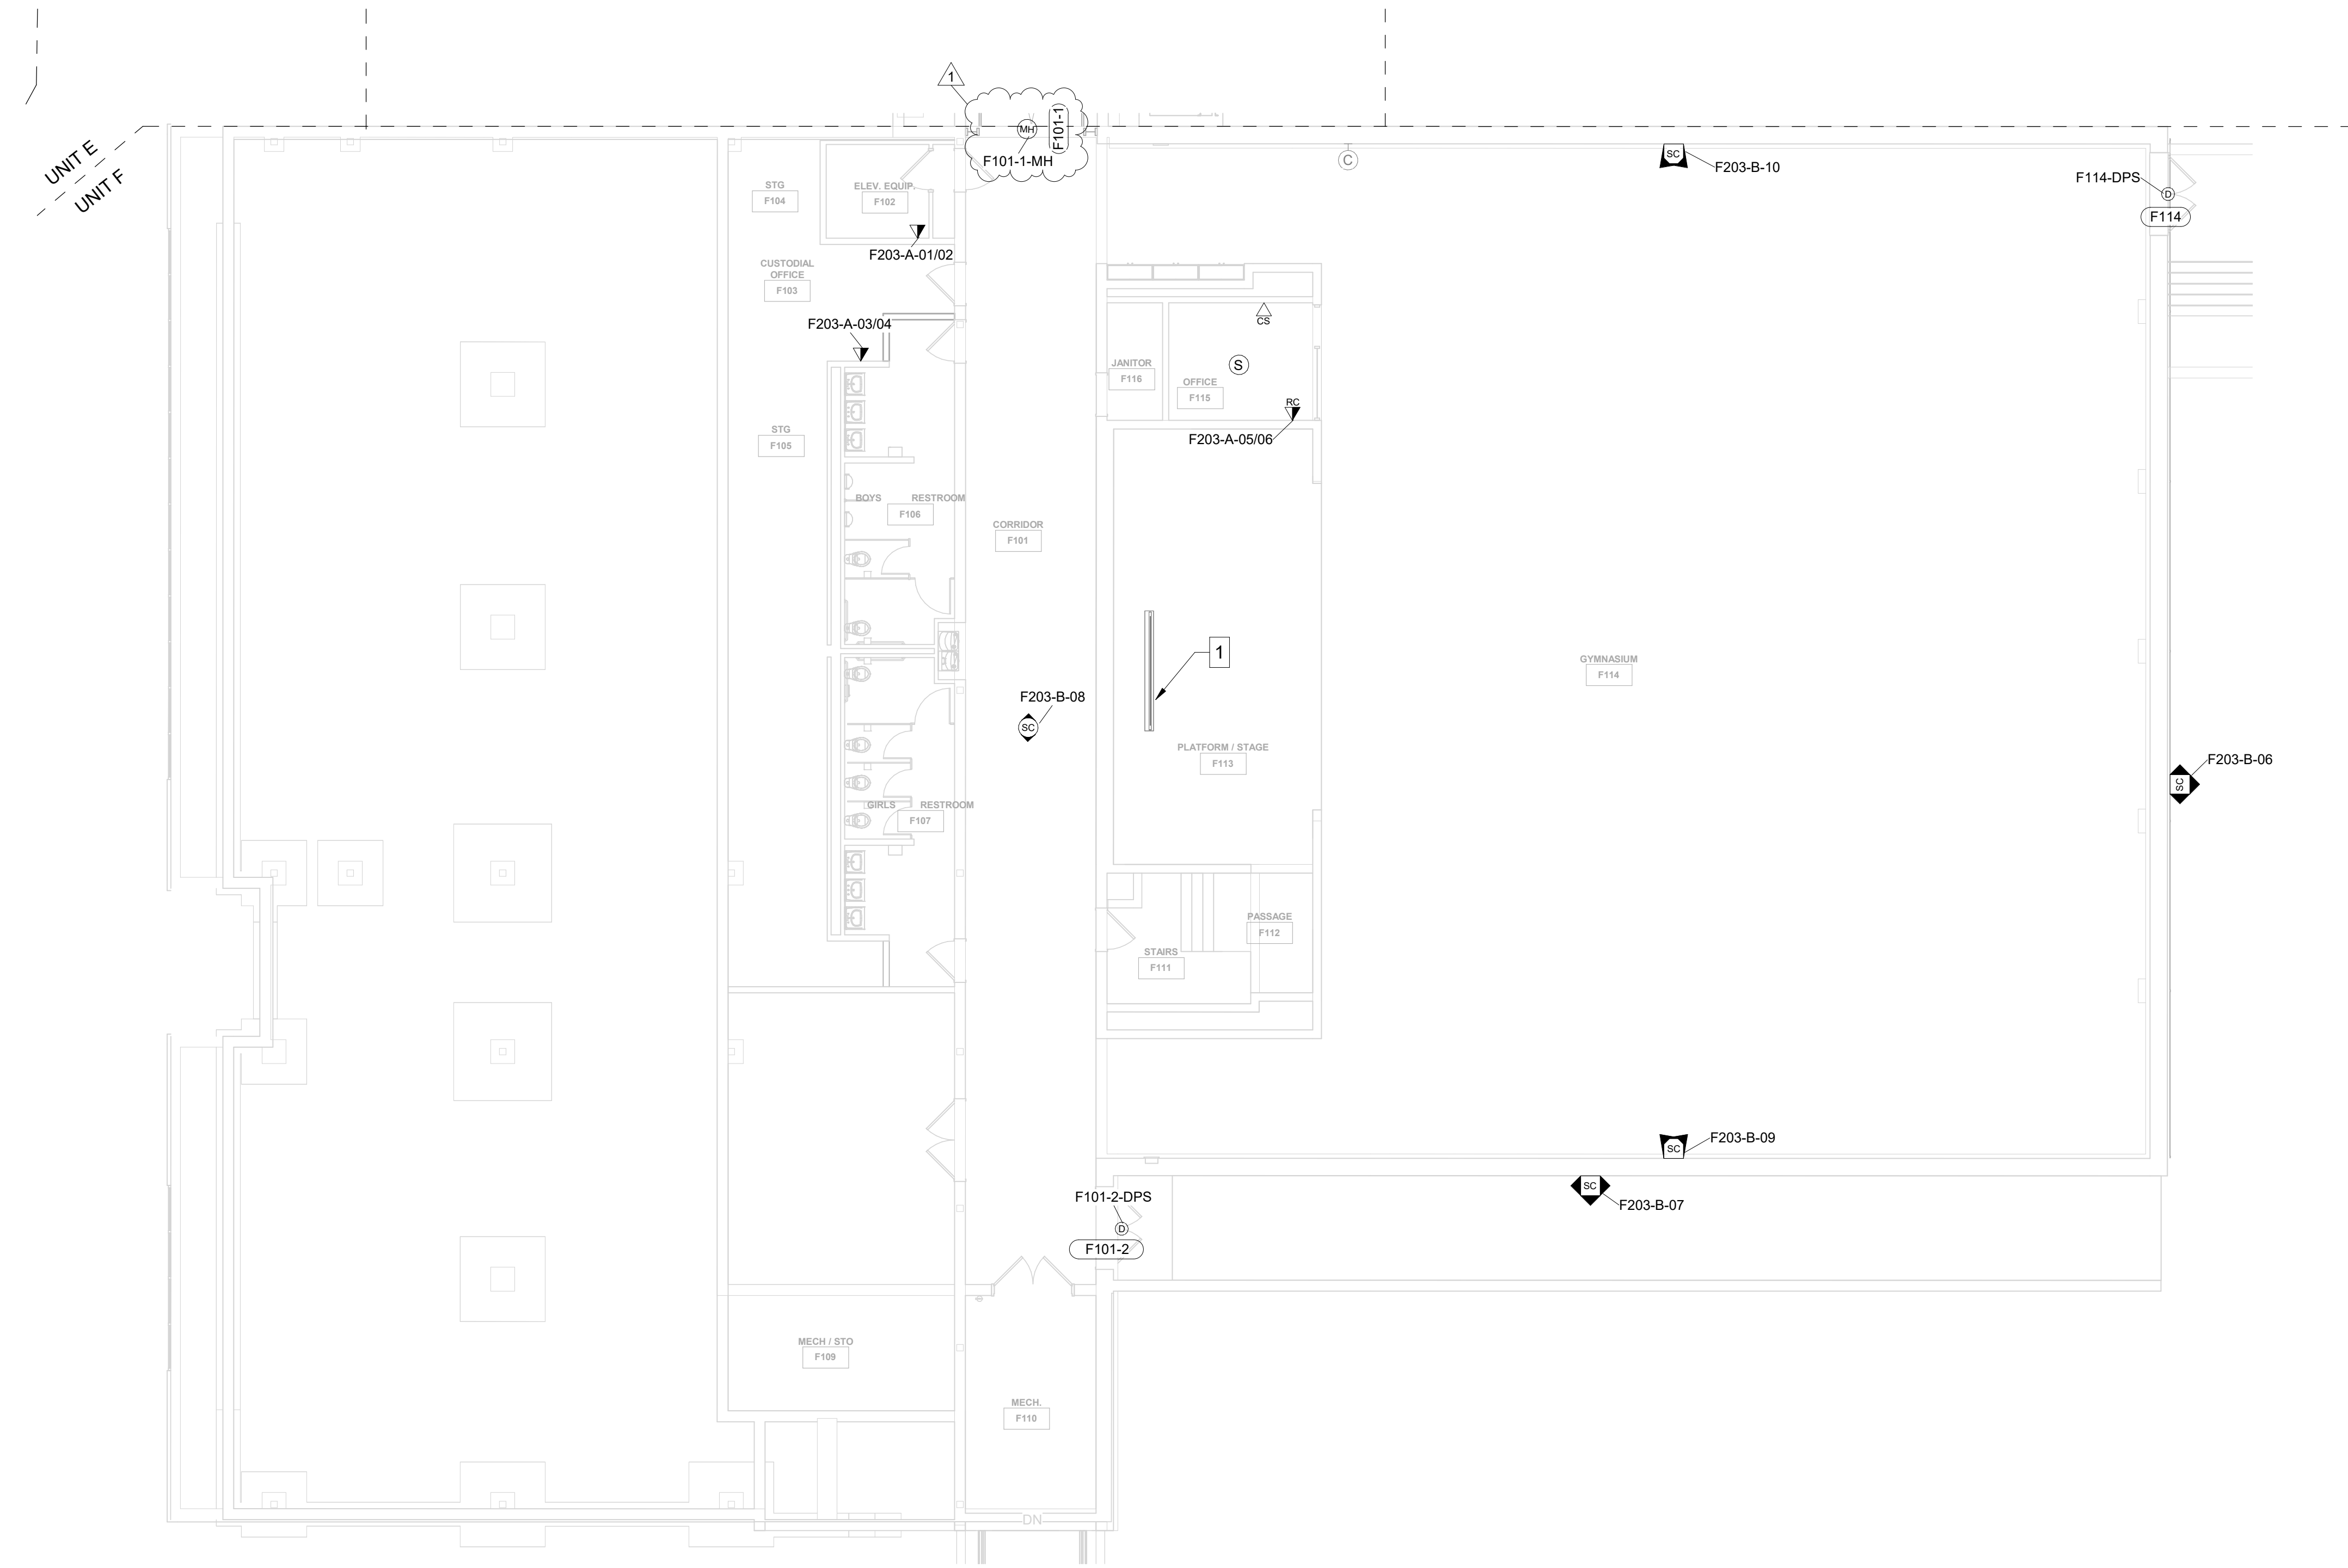 1
UNIT E
UNIT F
MH
F101-1
F101-1-MH
C
SC
F203-B-10
F114-DPS
D
F114
STG
F104
ELEV. EQUIP.
F102
F203-A-01/02
CUSTODIAL
OFFICE
F103
F203-A-03/04
CS
JANITOR
F116
S
OFFICE
F115
RC
F203-A-05/06
STG
F105
BOYS RESTROOM
F106
CORRIDOR
F101
1
GYMNASIUM
F114
F203-B-08
SC
PLATFORM / STAGE
F113
F203-B-06
SC
GIRLS RESTROOM
F107
PASSAGE
F112
STAIRS
F111
F203-B-09
SC
F101-2-DPS
D
F101-2
SC
F203-B-07
MECH / STO
F109
MECH.
F110
DN